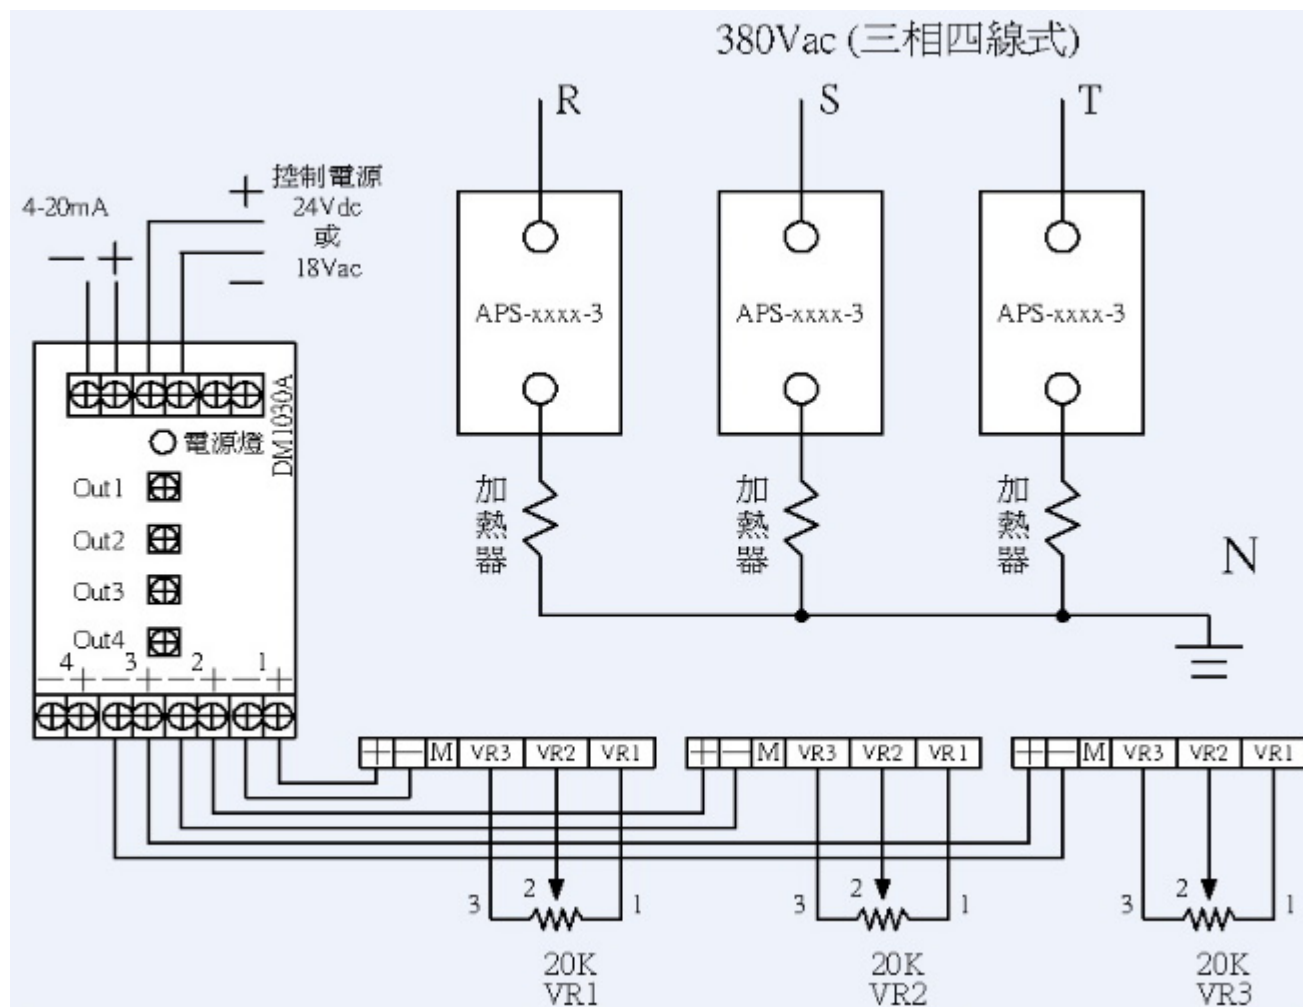 380Vac (三相四線式)
R
S
T
控制電源
24Vdc
或
18Vac
+
−
4-20mA
− +
APS-xxxx-3
APS-xxxx-3
APS-xxxx-3
DM1030A
電源燈
Out1
Out2
Out3
Out4
加熱器
加熱器
加熱器
N
4 3 2 1
− + − + − + − +
+ − M VR3 VR2 VR1
+ − M VR3 VR2 VR1
+ − M VR3 VR2 VR1
3 2 1
3 2 1
3 2 1
20K
VR1
20K
VR2
20K
VR3